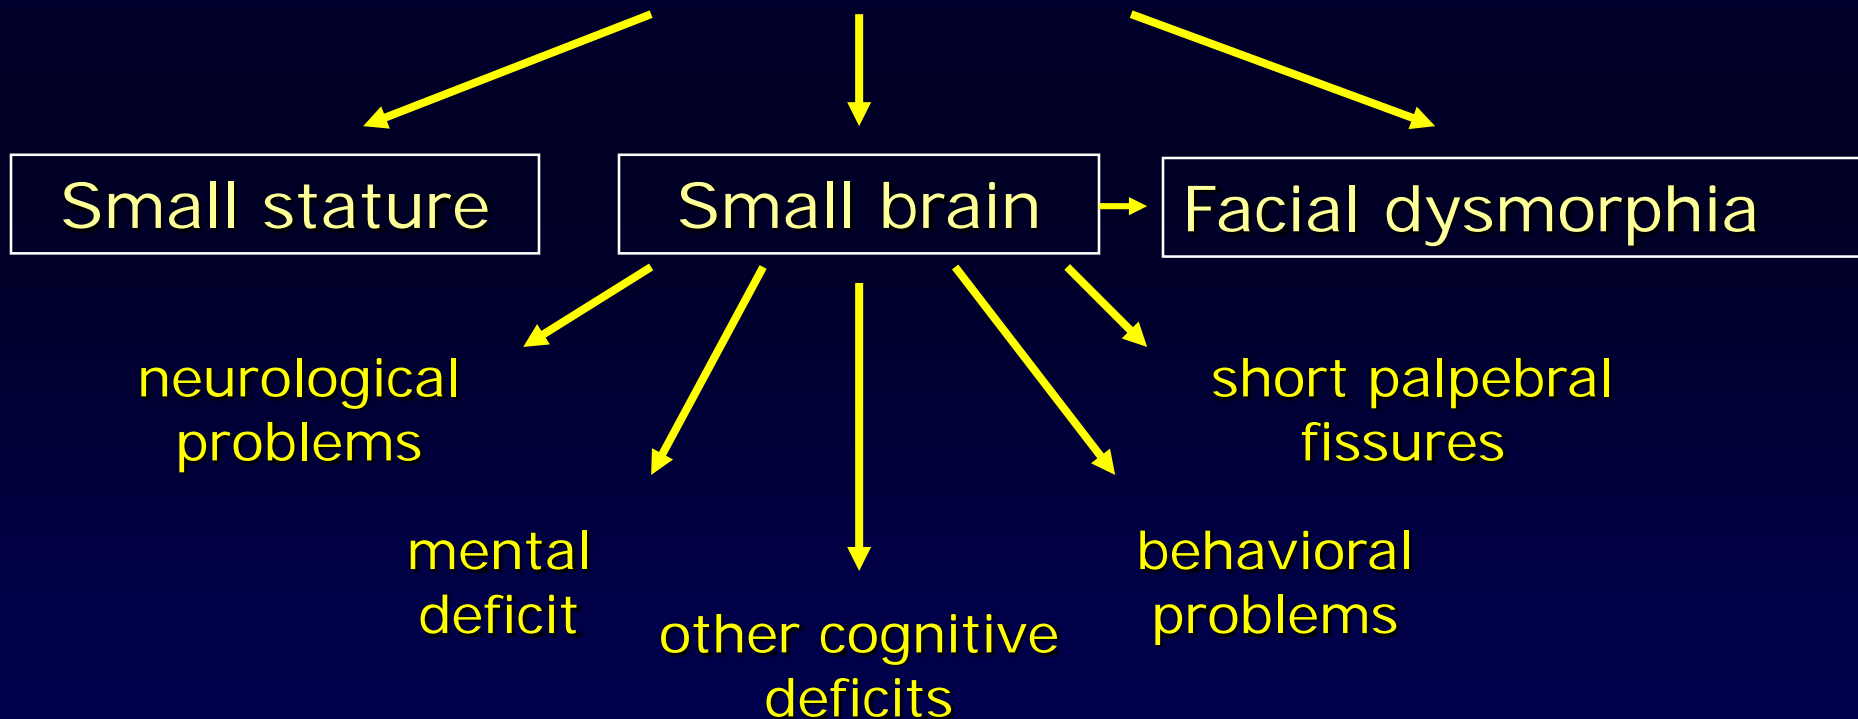 Small stature
Small brain
Facial dysmorphia
neurological
problems
short palpebral
fissures
mental
deficit
behavioral
problems
other cognitive
deficits